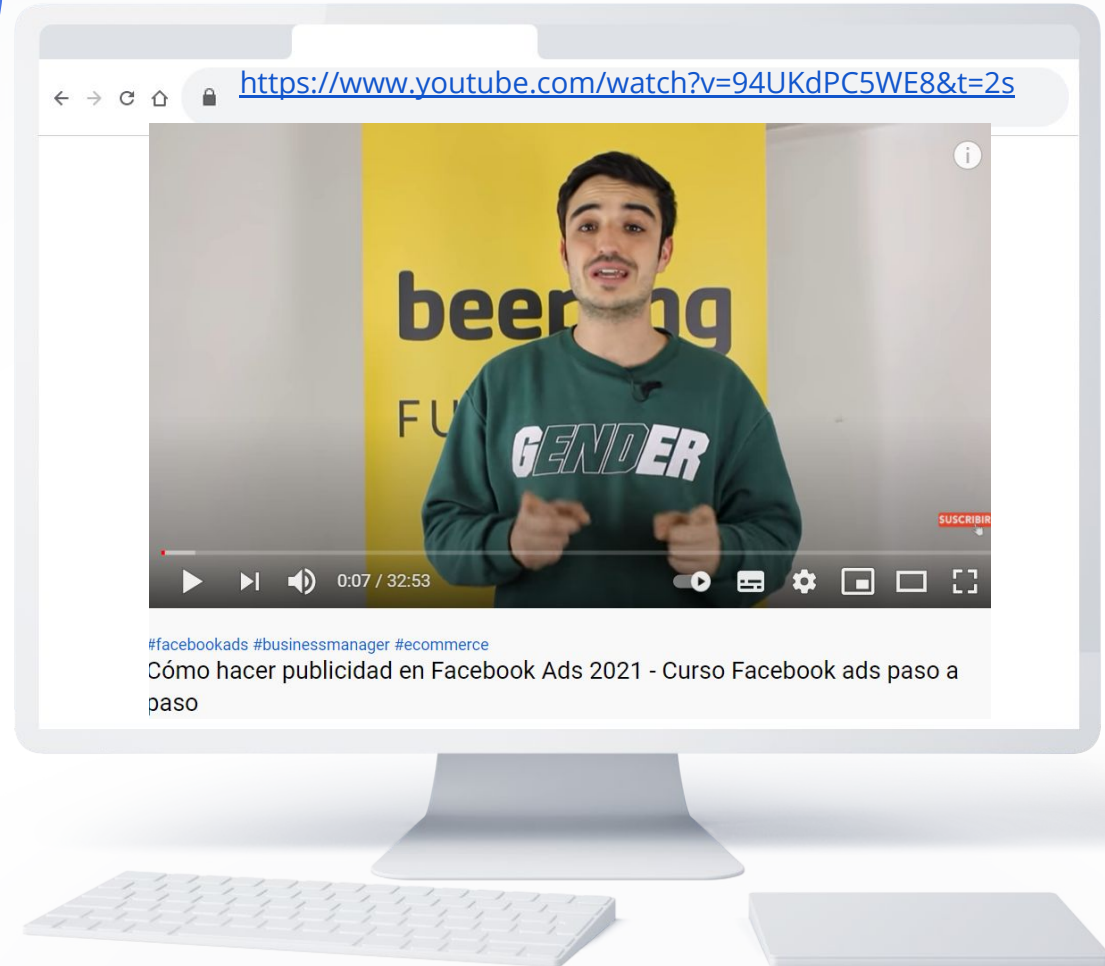 https://www.youtube.com/watch?v=94UKdPC5WE8&t=2s
i
beer ng
FU
GENDER
SUSCRIBIR
0:07 / 32:53
#facebookads #businessmanager #ecommerce
Cómo hacer publicidad en Facebook Ads 2021 - Curso Facebook ads paso a
paso